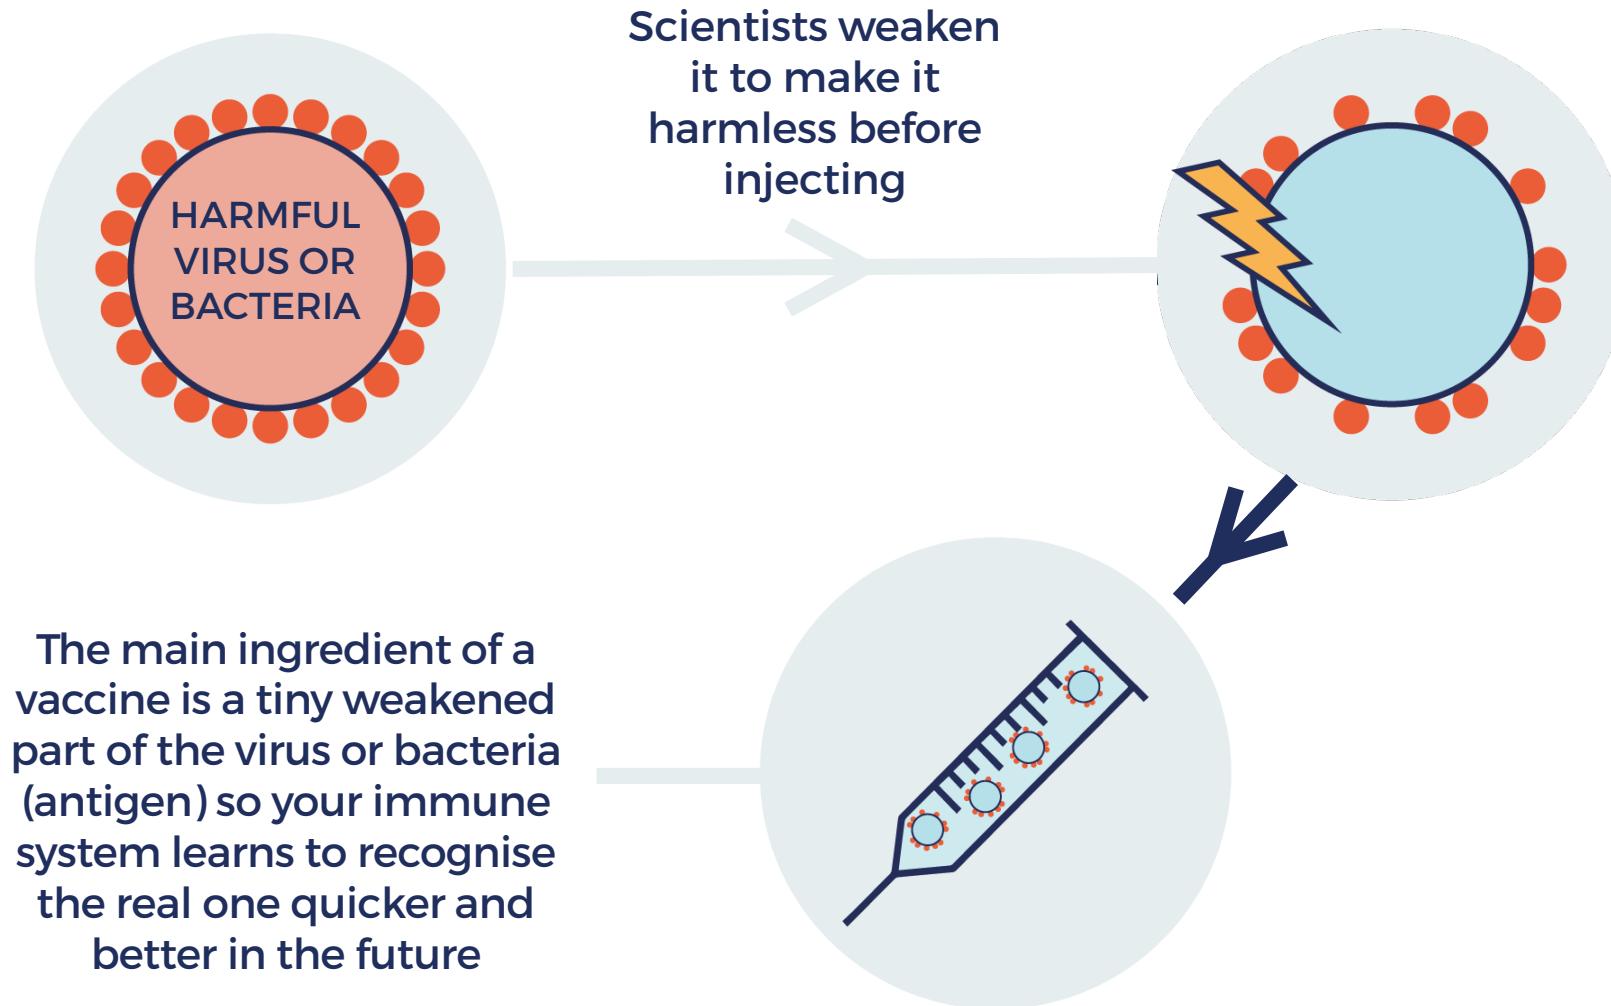 Scientists weaken
it to make it
harmless before
injecting
HARMFUL
VIRUS OR
BACTERIA
The main ingredient of a
vaccine is a tiny weakened
part of the virus or bacteria
(antigen) so your immune
system learns to recognise
the real one quicker and
better in the future